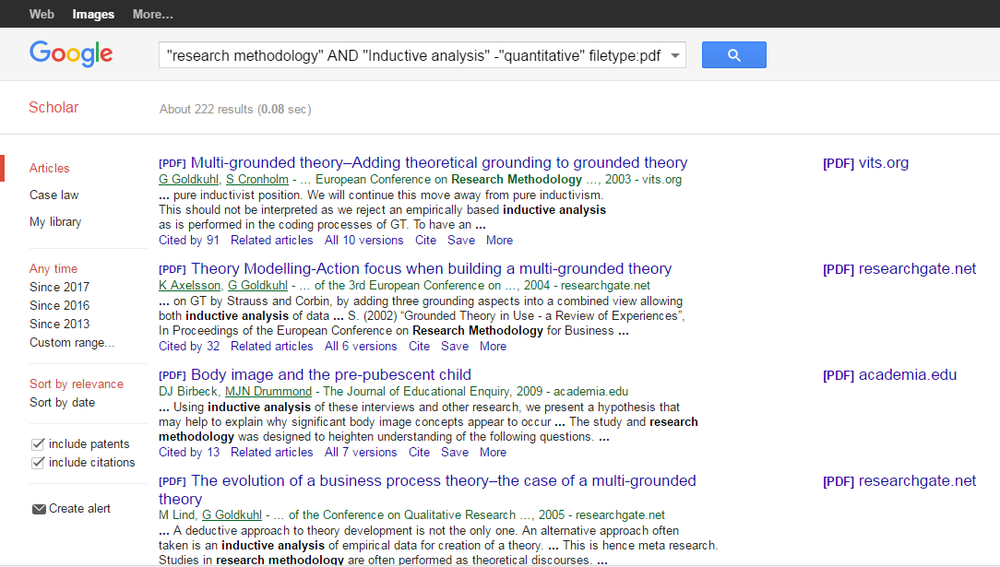 Web Images More...
Google
"research methodology" AND "Inductive analysis" -"quantitative" filetype:pdf
Scholar
About 222 results (0.08 sec)
Articles
Case law
My library
Any time
Since 2017
Since 2016
Since 2013
Custom range...
Sort by relevance
Sort by date
include patents
include citations
Create alert
[PDF] Multi-grounded theory–Adding theoretical grounding to grounded theory
[PDF] vits.org
G Goldkuhl, S Cronholm - ... European Conference on Research Methodology ..., 2003 - vits.org
... pure inductivist position. We will continue this move away from pure inductivism.
This should not be interpreted as we reject an empirically based inductive analysis
as is performed in the coding processes of GT. To have an ...
Cited by 91 Related articles All 10 versions Cite Save More
[PDF] Theory Modelling-Action focus when building a multi-grounded theory
[PDF] researchgate.net
K Axelsson, G Goldkuhl - ... of the 3rd European Conference on ..., 2004 - researchgate.net
... on GT by Strauss and Corbin, by adding three grounding aspects into a combined view allowing
both inductive analysis of data ... S. (2002) “Grounded Theory in Use - a Review of Experiences”,
In Proceedings of the European Conference on Research Methodology for Business ...
Cited by 32 Related articles All 6 versions Cite Save More
[PDF] Body image and the pre-pubescent child
[PDF] academia.edu
DJ Birbeck, MJN Drummond - The Journal of Educational Enquiry, 2009 - academia.edu
... Using inductive analysis of these interviews and other research, we present a hypothesis that
may help to explain why significant body image concepts appear to occur ... The study and research
methodology was designed to heighten understanding of the following questions. ...
Cited by 13 Related articles All 7 versions Cite Save More
[PDF] The evolution of a business process theory–the case of a multi-grounded
theory
[PDF] researchgate.net
M Lind, G Goldkuhl - ... of the Conference on Qualitative Research ..., 2005 - researchgate.net
... A deductive approach to theory development is not the only one. An alternative approach often
taken is an inductive analysis of empirical data for creation of a theory. ... This is hence meta research.
Studies in research methodology are often performed as theoretical discourses. ...